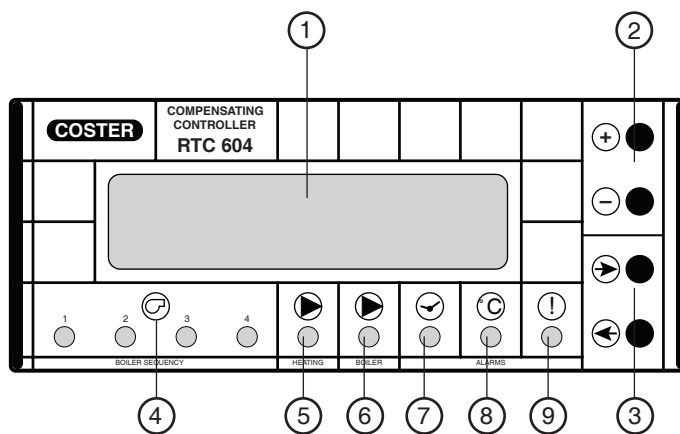 1
2
COSTER
COMPENSATING
CONTROLLER
RTC 604
+
−
1 2 3 4
°C
!
BOILER SEQUENCY
HEATING
BOILER
ALARMS
4
5
6
7
8
9
3